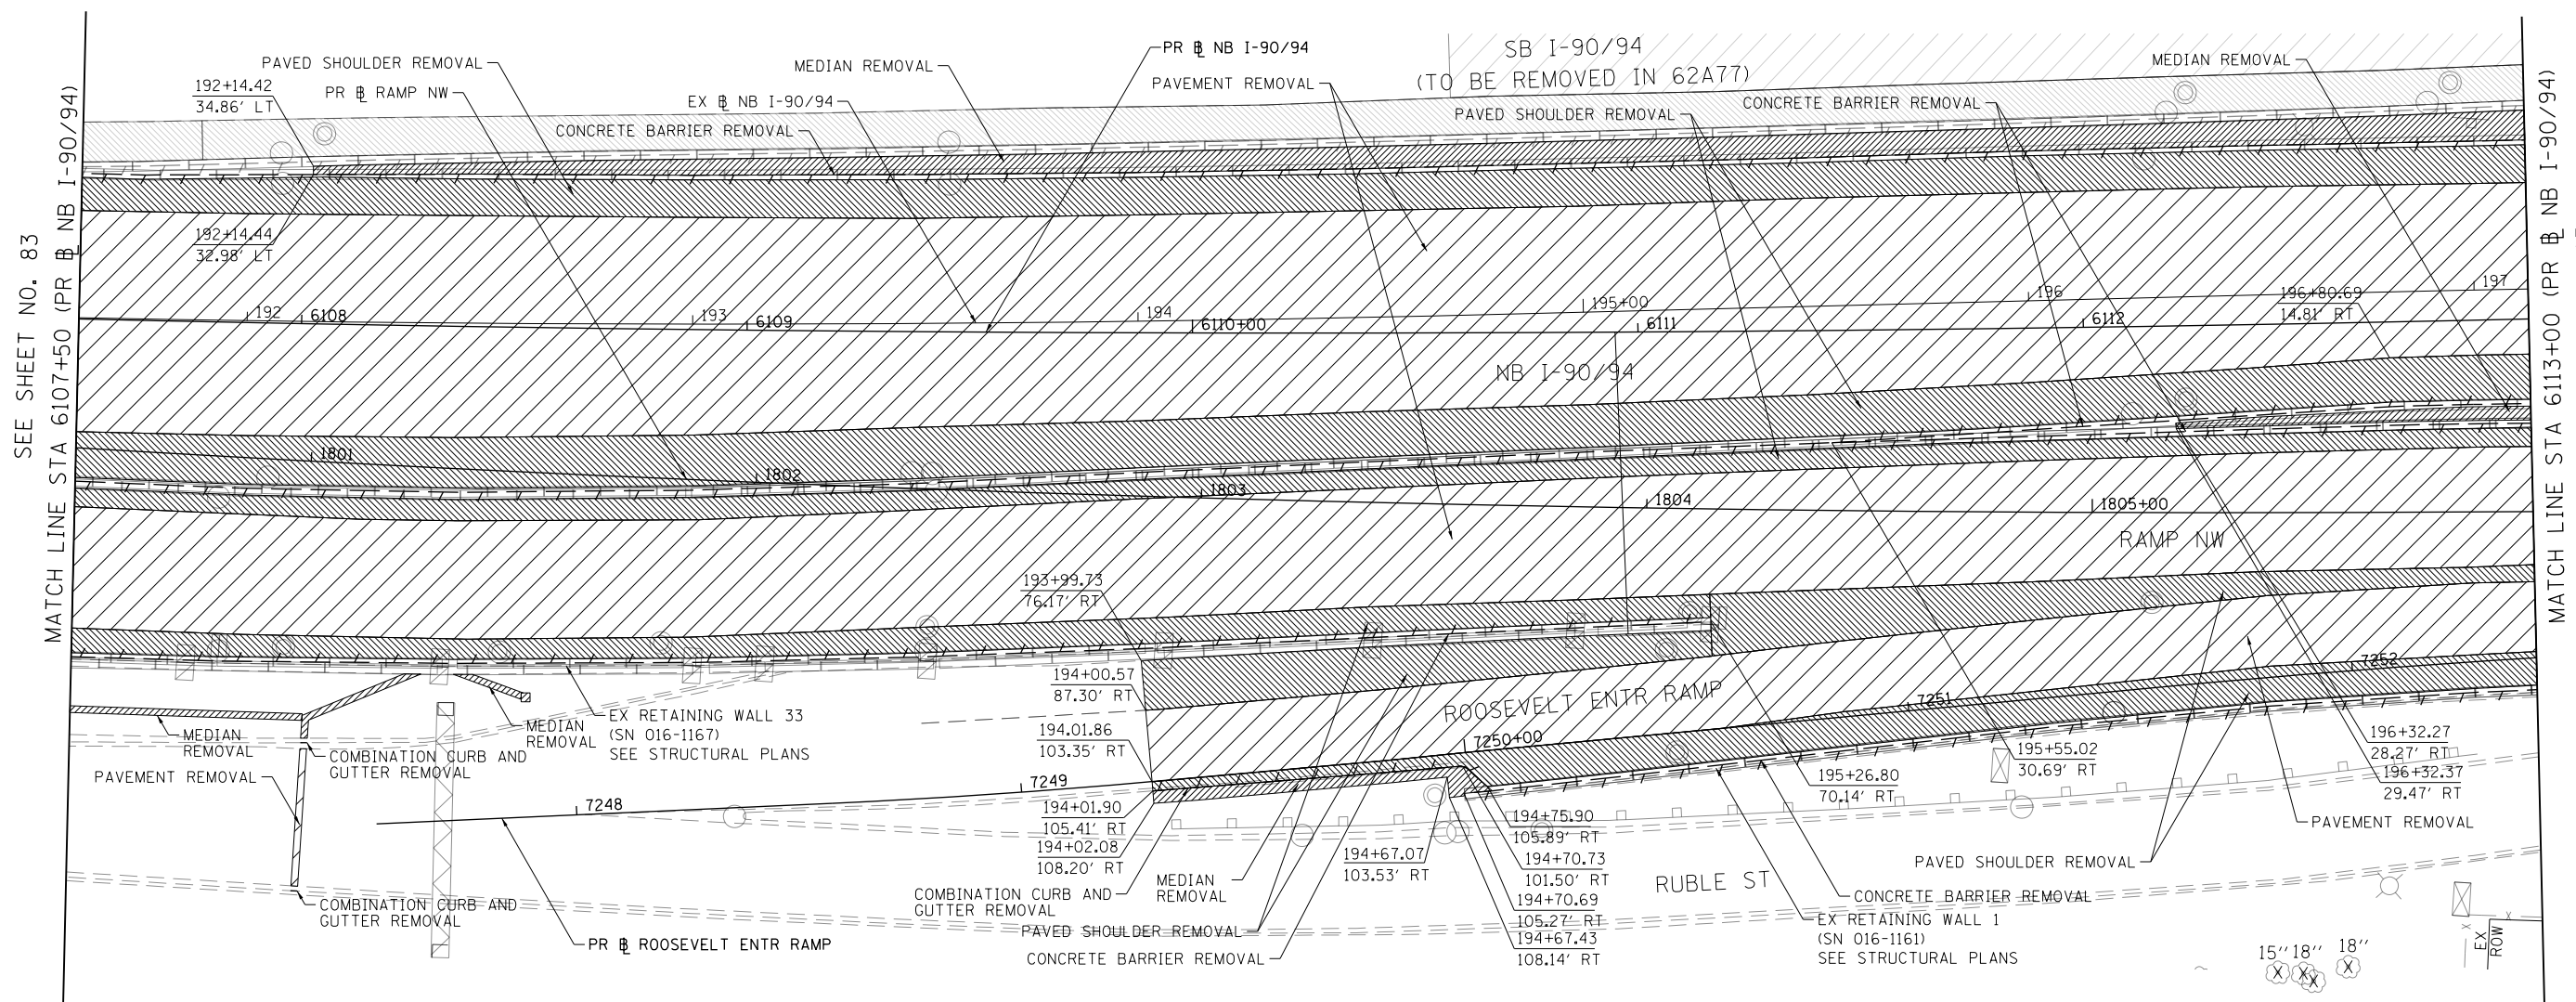 SEE SHEET NO. 83
MATCH LINE STA 6107+50 (PR ⅊ NB I-90/94)
192+14.42
34.86' LT
PAVED SHOULDER REMOVAL
PR ⅊ RAMP NW
EX ⅊ NB I-90/94
CONCRETE BARRIER REMOVAL
MEDIAN REMOVAL
PR ⅊ NB I-90/94
PAVEMENT REMOVAL
SB I-90/94
(TO BE REMOVED IN 62A77)
PAVED SHOULDER REMOVAL
CONCRETE BARRIER REMOVAL
MEDIAN REMOVAL
MATCH LINE STA 6113+00 (PR ⅊ NB I-90/94)
192+14.44
32.98' LT
192
6108
193
6109
194
6110+00
195+00
6111
196
6112
196+80.69
14.81' RT
197
NB I-90/94
1801
1802
1803
1804
1805+00
RAMP NW
193+99.73
76.17' RT
194+00.57
87.30' RT
194.01.86
103.35' RT
ROOSEVELT ENTR RAMP
7248
7249
7250+00
7251
7252
MEDIAN
REMOVAL
COMBINATION CURB AND
GUTTER REMOVAL
MEDIAN
REMOVAL
EX RETAINING WALL 33
(SN 016-1167)
SEE STRUCTURAL PLANS
PAVEMENT REMOVAL
COMBINATION CURB AND
GUTTER REMOVAL
PR ⅊ ROOSEVELT ENTR RAMP
194+01.90
105.41' RT
194+02.08
108.20' RT
COMBINATION CURB AND
GUTTER REMOVAL
MEDIAN
REMOVAL
PAVED SHOULDER REMOVAL
CONCRETE BARRIER REMOVAL
194+67.07
103.53' RT
194+75.90
105.89' RT
194+70.73
101.50' RT
194+70.69
105.27' RT
194+67.43
108.14' RT
RUBLE ST
195+26.80
70.14' RT
195+55.02
30.69' RT
196+32.27
28.27' RT
196+32.37
29.47' RT
PAVEMENT REMOVAL
PAVED SHOULDER REMOVAL
CONCRETE BARRIER REMOVAL
EX RETAINING WALL 1
(SN 016-1161)
SEE STRUCTURAL PLANS
15'' 18'' 18''
EX
ROW